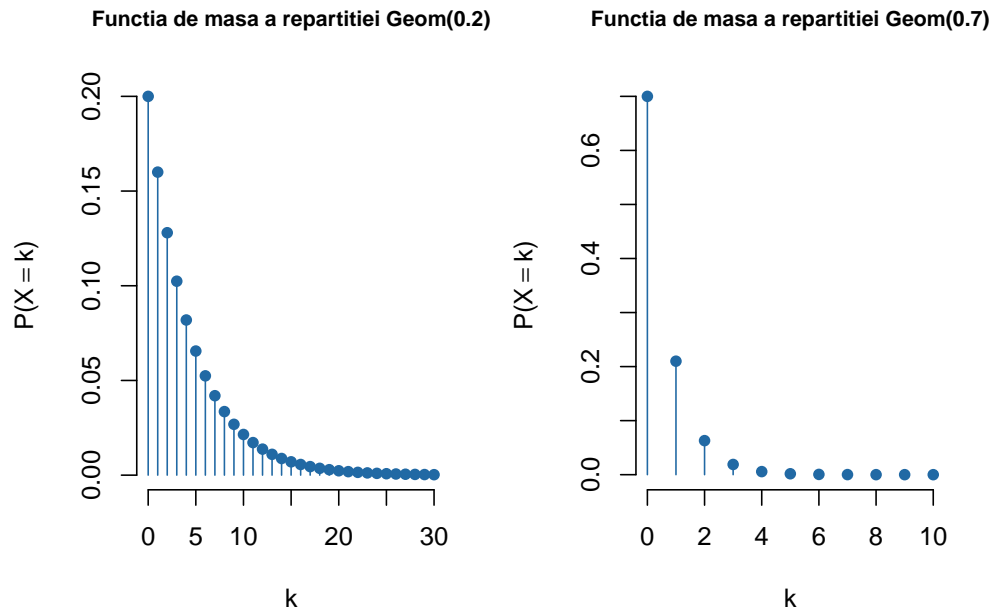 Functia de masa a repartitiei Geom(0.2)
P(X = k)
0.00 0.05 0.10 0.15 0.20
0 5 10 20 30
k
Functia de masa a repartitiei Geom(0.7)
P(X = k)
0.0 0.2 0.4 0.6
0 2 4 6 8 10
k